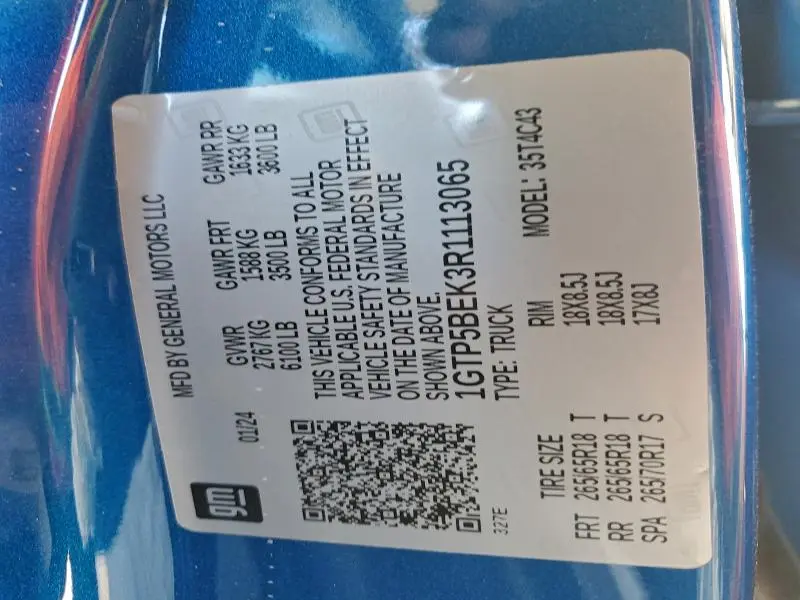 gm
MFD BY GENERAL MOTORS LLC
01/24 GVWR GAWR FRT GAWR RR
2767 KG 1588 KG 1633 KG
6100 LB 3500 LB 3600 LB
THIS VEHICLE CONFORMS TO ALL
APPLICABLE U.S. FEDERAL MOTOR
VEHICLE SAFETY STANDARDS IN EFFECT
ON THE DATE OF MANUFACTURE
SHOWN ABOVE.
1GTP5BEK3R1113065
327E TYPE: TRUCK
TIRE SIZE RIM MODEL: 35T4C43
FRT 265/65R18 T 18X8.5J
RR 265/65R18 T 18X8.5J
SPA 265/70R17 S 17X8J